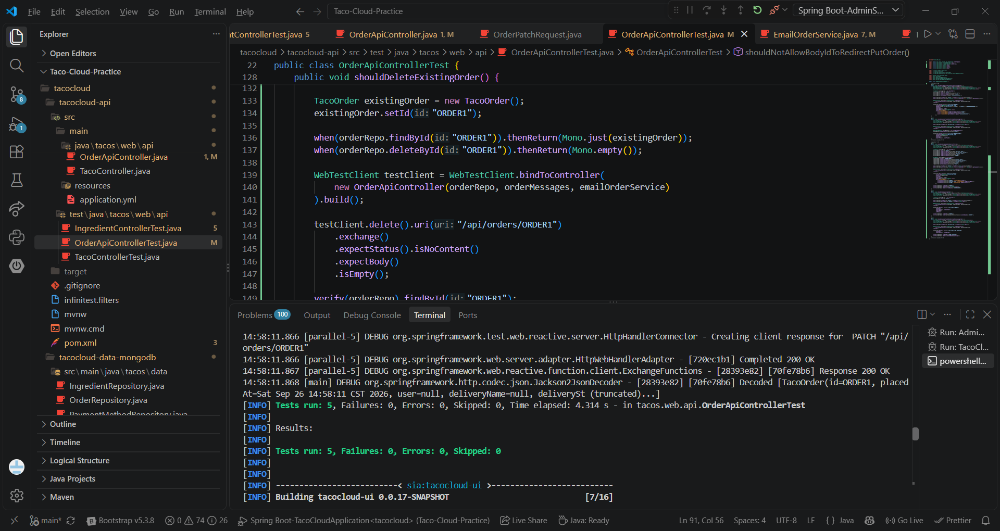 File Edit Selection View Go Run Terminal Help
Taco-Cloud-Practice
Spring Boot-AdminS...
Explorer
Open Editors
Taco-Cloud-Practice
tacocloud
tacocloud-api
src
main
java\tacos\web\api
OrderApiController.java 1, M
TacoController.java
resources
application.yml
test\java\tacos\web\api
IngredientControllerTest.java 5
OrderApiControllerTest.java M
TacoControllerTest.java
target
.gitignore
infinitest.filters
mvnw
mvnw.cmd
pom.xml 3
tacocloud-data-mongodb
src\main\java\tacos\data
IngredientRepository.java
OrderRepository.java
PaymentMethodRepository.java
Outline
Timeline
Logical Structure
Java Projects
Maven
8
1
ntControllerTest.java 5 OrderApiController.java 1, M OrderPatchRequest.java OrderApiControllerTest.java M EmailOrderService.java 7, M
tacocloud > tacocloud-api > src > test > java > tacos > web > api > OrderApiControllerTest.java > OrderApiControllerTest > shouldNotAllowBodyIdToRedirectPutOrder()
22 public class OrderApiControllerTest {
128 public void shouldDeleteExistingOrder() {
132
133 TacoOrder existingOrder = new TacoOrder();
134 existingOrder.setId(id: "ORDER1");
135
136 when(orderRepo.findById(id: "ORDER1")).thenReturn(Mono.just(existingOrder));
137 when(orderRepo.deleteById(id: "ORDER1")).thenReturn(Mono.empty());
138
139 WebTestClient testClient = WebTestClient.bindToController(
140 new OrderApiController(orderRepo, orderMessages, emailOrderService)
141 ).build();
142
143 testClient.delete().uri(uri: "/api/orders/ORDER1")
144 .exchange()
145 .expectStatus().isNoContent()
146 .expectBody()
147 .isEmpty();
148
149 verify(orderRepo).findById(id: "ORDER1");
Problems 100 Output Debug Console Terminal Ports
14:58:11.866 [parallel-5] DEBUG org.springframework.test.web.reactive.server.HttpHandlerConnector - Creating client response for  PATCH "/api/
orders/ORDER1"
14:58:11.866 [parallel-5] DEBUG org.springframework.web.server.adapter.HttpWebHandlerAdapter - [720ec1b1] Completed 200 OK
14:58:11.867 [parallel-5] DEBUG org.springframework.web.reactive.function.client.ExchangeFunctions - [28393e82] [70fe78b6] Response 200 OK
14:58:11.868 [main] DEBUG org.springframework.http.codec.json.Jackson2JsonDecoder - [28393e82] [70fe78b6] Decoded [TacoOrder(id=ORDER1, placed
At=Sat Sep 26 14:58:11 CST 2026, user=null, deliveryName=null, deliverySt (truncated)...]
[INFO] Tests run: 5, Failures: 0, Errors: 0, Skipped: 0, Time elapsed: 4.314 s - in tacos.web.api.OrderApiControllerTest
[INFO]
[INFO] Results:
[INFO]
[INFO] Tests run: 5, Failures: 0, Errors: 0, Skipped: 0
[INFO]
[INFO]
[INFO] --------------------------< sia:tacocloud-ui >--------------------------
[INFO] Building tacocloud-ui 0.0.17-SNAPSHOT [7/16]
Run: Admi...
Run: TacoCl...
powershell...
main* Bootstrap v5.3.8 0 74 26 Spring Boot-TacoCloudApplication<tacocloud> (Taco-Cloud-Practice) Live Share Java: Ready Ln 91, Col 56 Spaces: 4 UTF-8 LF { } Java Go Live Prettier